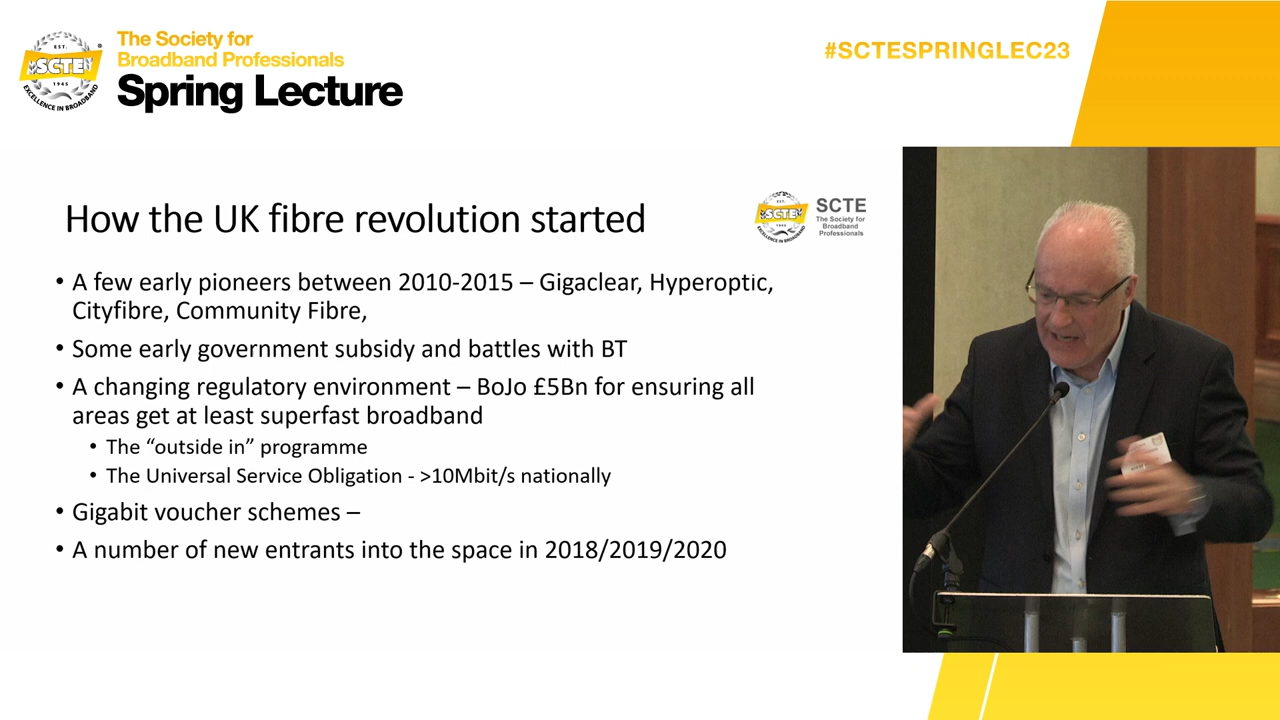 EST.
SCTE
®
1945
EXCELLENCE IN BROADBAND
The Society for
Broadband Professionals
Spring Lecture
#SCTESPRINGLEC23
How the UK fibre revolution started
SCTE
SCTE
The Society for
Broadband
Professionals
• A few early pioneers between 2010-2015 – Gigaclear, Hyperoptic,
Cityfibre, Community Fibre,
• Some early government subsidy and battles with BT
• A changing regulatory environment – BoJo £5Bn for ensuring all
areas get at least superfast broadband
• The “outside in” programme
• The Universal Service Obligation - >10Mbit/s nationally
• Gigabit voucher schemes –
• A number of new entrants into the space in 2018/2019/2020